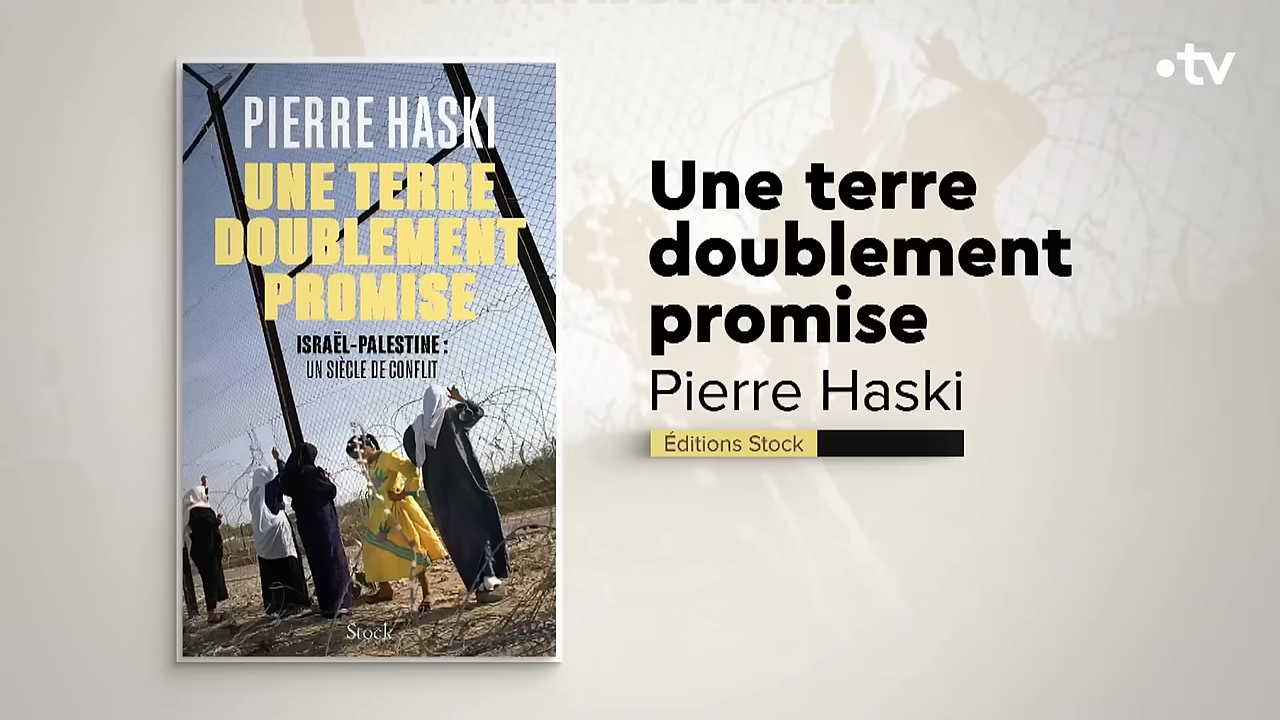 PIERRE HASKI
UNE TERRE
DOUBLEMENT
PROMISE
ISRAËL-PALESTINE :
UN SIÈCLE DE CONFLIT
Stock
Une terre
doublement
promise
Pierre Haski
Éditions Stock
•tv